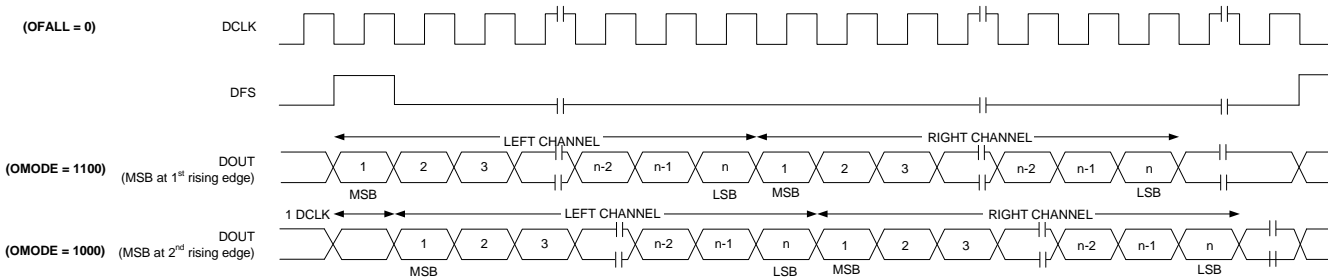 (OFALL = 0) DCLK
DFS
LEFT CHANNEL RIGHT CHANNEL
(OMODE = 1100) DOUT 1 2 3 n-2 n-1 n 1 2 3 n-2 n-1 n
(MSB at 1st rising edge)
MSB LSB MSB LSB
1 DCLK LEFT CHANNEL RIGHT CHANNEL
(OMODE = 1000) DOUT 1 2 3 n-2 n-1 n 1 2 3 n-2 n-1 n
(MSB at 2nd rising edge)
MSB LSB MSB LSB